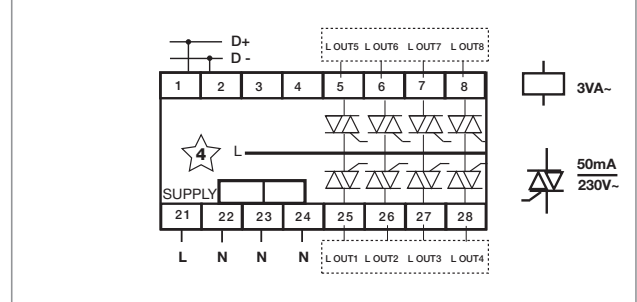 D+
D -
L OUT5 L OUT6 L OUT7 L OUT8
1 2 3 4 5 6 7 8
3VA~
4
L
50mA
230V~
SUPPLY
21 22 23 24 25 26 27 28
L N N N
L OUT1 L OUT2 L OUT3 L OUT4